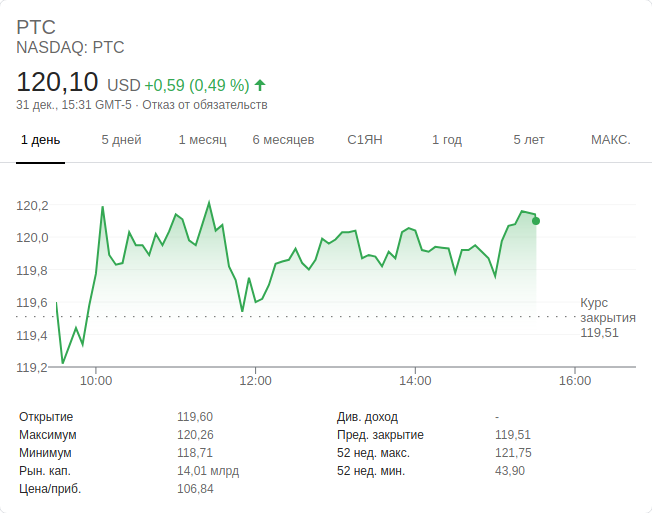 PTC
NASDAQ: PTC
120,10 USD +0,59 (0,49 %)
31 дек., 15:31 GMT-5 · Отказ от обязательств
1 день 5 дней 1 месяц 6 месяцев С1ЯН 1 год 5 лет МАКС.
120,2
120,0
119,8
119,6
119,4
119,2
Курс
закрытия
119,51
10:00 12:00 14:00 16:00
Открытие 119,60
Максимум 120,26
Минимум 118,71
Рын. кап. 14,01 млрд
Цена/приб. 106,84
Див. доход -
Пред. закрытие 119,51
52 нед. макс. 121,75
52 нед. мин. 43,90